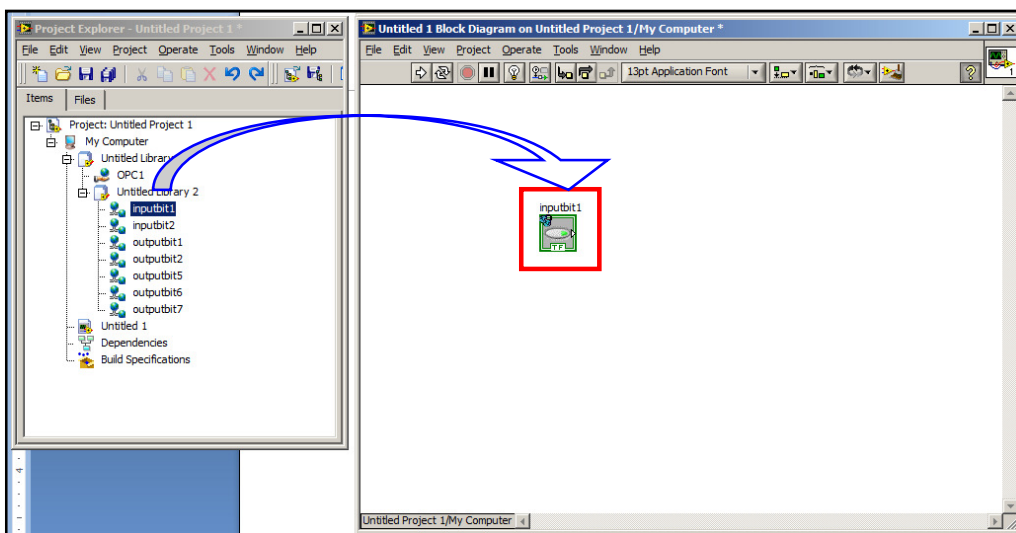 Project Explorer - Untitled Project 1 *
File Edit View Project Operate Tools Window Help
Items Files
Project: Untitled Project 1
My Computer
Untitled Library
OPC1
Untitled Library 2
inputbit1
inputbit2
outputbit1
outputbit2
outputbit5
outputbit6
outputbit7
Untitled 1
Dependencies
Build Specifications
Untitled 1 Block Diagram on Untitled Project 1/My Computer *
File Edit View Project Operate Tools Window Help
13pt Application Font
?
1
inputbit1
TF
Untitled Project 1/My Computer
4